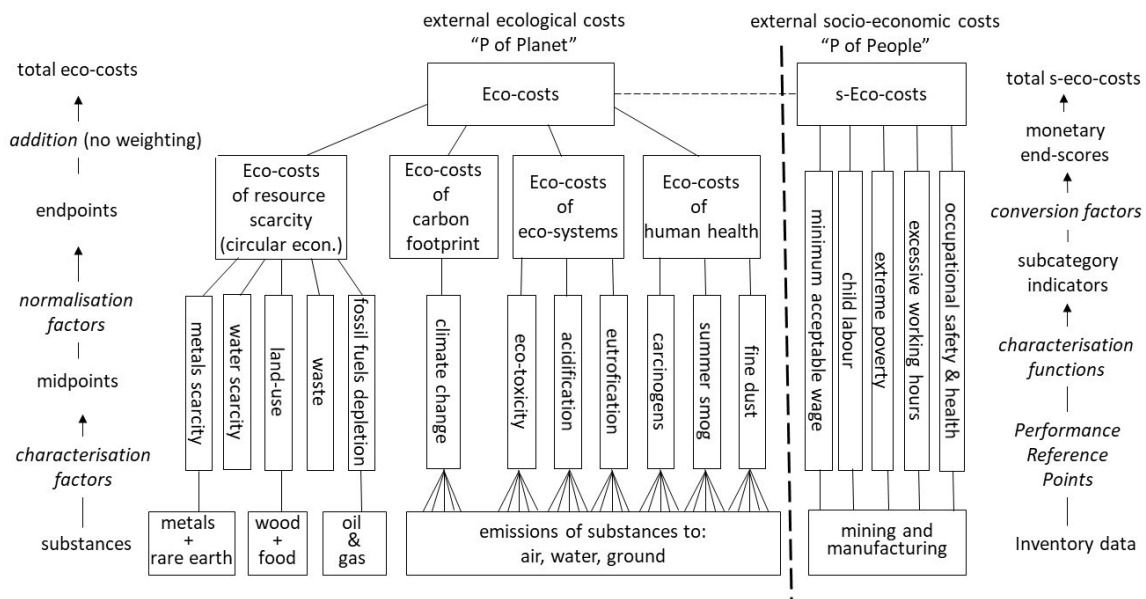 external ecological costs
“P of Planet”
external socio-economic costs
“P of People”
total eco-costs
addition (no weighting)
endpoints
normalisation
factors
midpoints
characterisation
factors
substances
Eco-costs
s-Eco-costs
Eco-costs
of resource
scarcity
(circular econ.)
Eco-costs
of
carbon
footprint
Eco-costs
of
eco-systems
Eco-costs
of
human health
metals scarcity
water scarcity
land-use
waste
fossil fuels depletion
climate change
eco-toxicity
acidification
eutrofication
carcinogens
summer smog
fine dust
minimum acceptable wage
child labour
extreme poverty
excessive working hours
occupational safety & health
metals
+
rare earth
wood
+
food
oil
&
gas
emissions of substances to:
air, water, ground
mining and
manufacturing
total s-eco-costs
monetary
end-scores
conversion factors
subcategory
indicators
characterisation
functions
Performance
Reference
Points
Inventory data